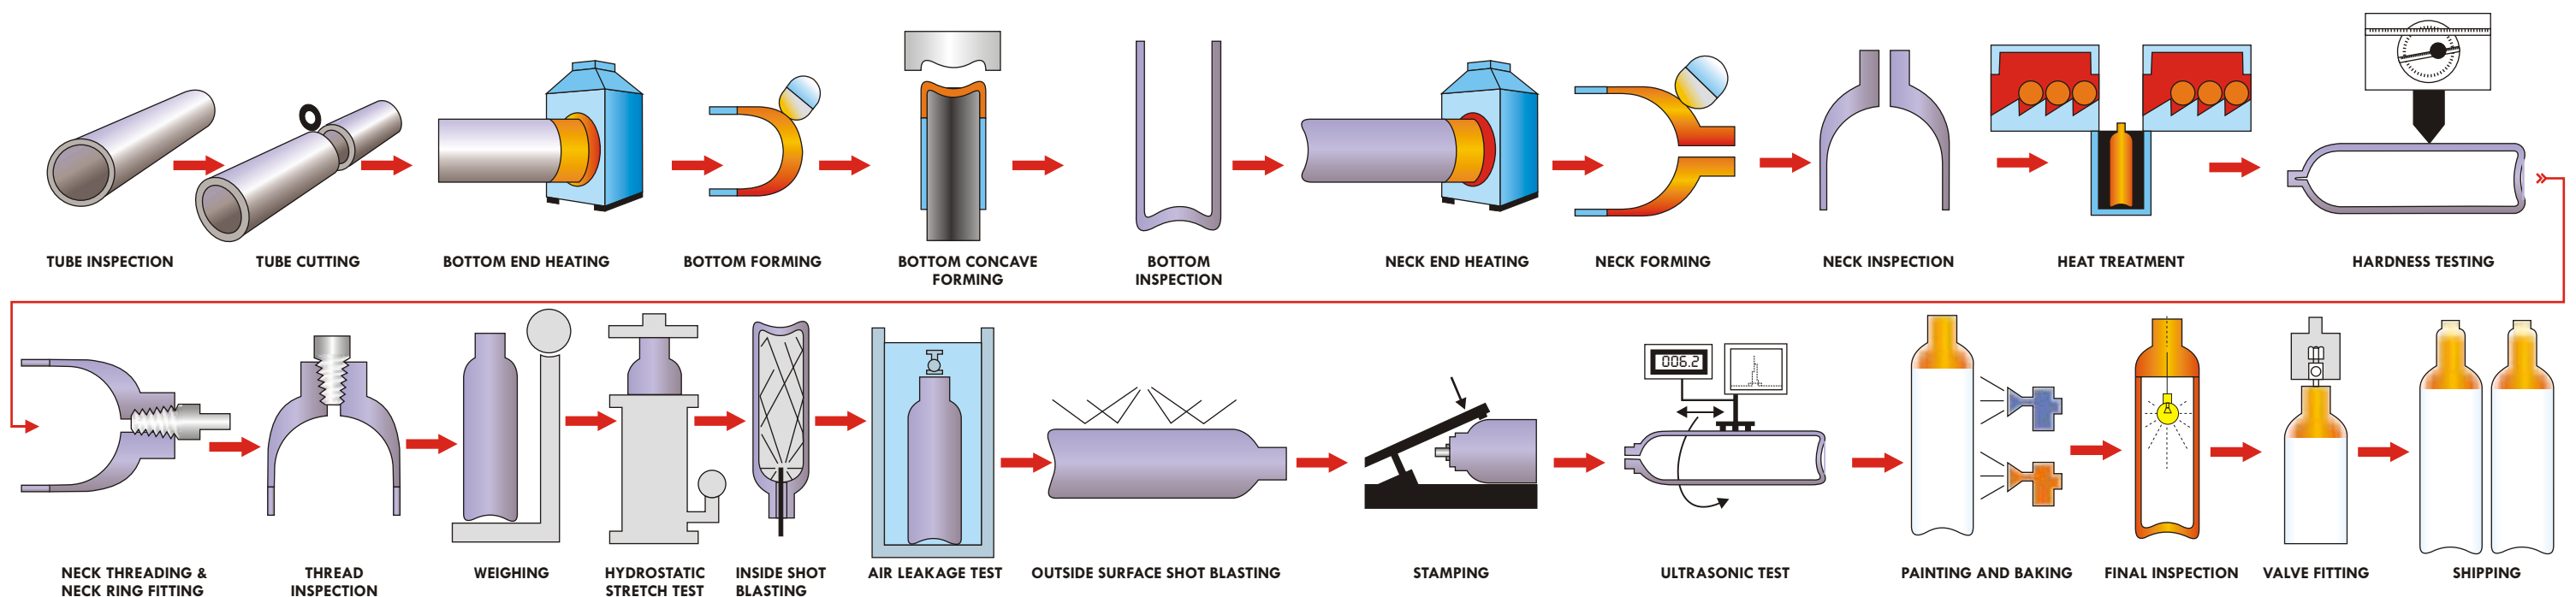 TUBE INSPECTION
TUBE CUTTING
BOTTOM END HEATING
BOTTOM FORMING
BOTTOM CONCAVE
FORMING
BOTTOM
INSPECTION
NECK END HEATING
NECK FORMING
NECK INSPECTION
HEAT TREATMENT
HARDNESS TESTING
006.2
NECK THREADING &
NECK RING FITTING
THREAD
INSPECTION
WEIGHING
HYDROSTATIC
STRETCH TEST
INSIDE SHOT
BLASTING
AIR LEAKAGE TEST
OUTSIDE SURFACE SHOT BLASTING
STAMPING
ULTRASONIC TEST
PAINTING AND BAKING
FINAL INSPECTION
VALVE FITTING
SHIPPING